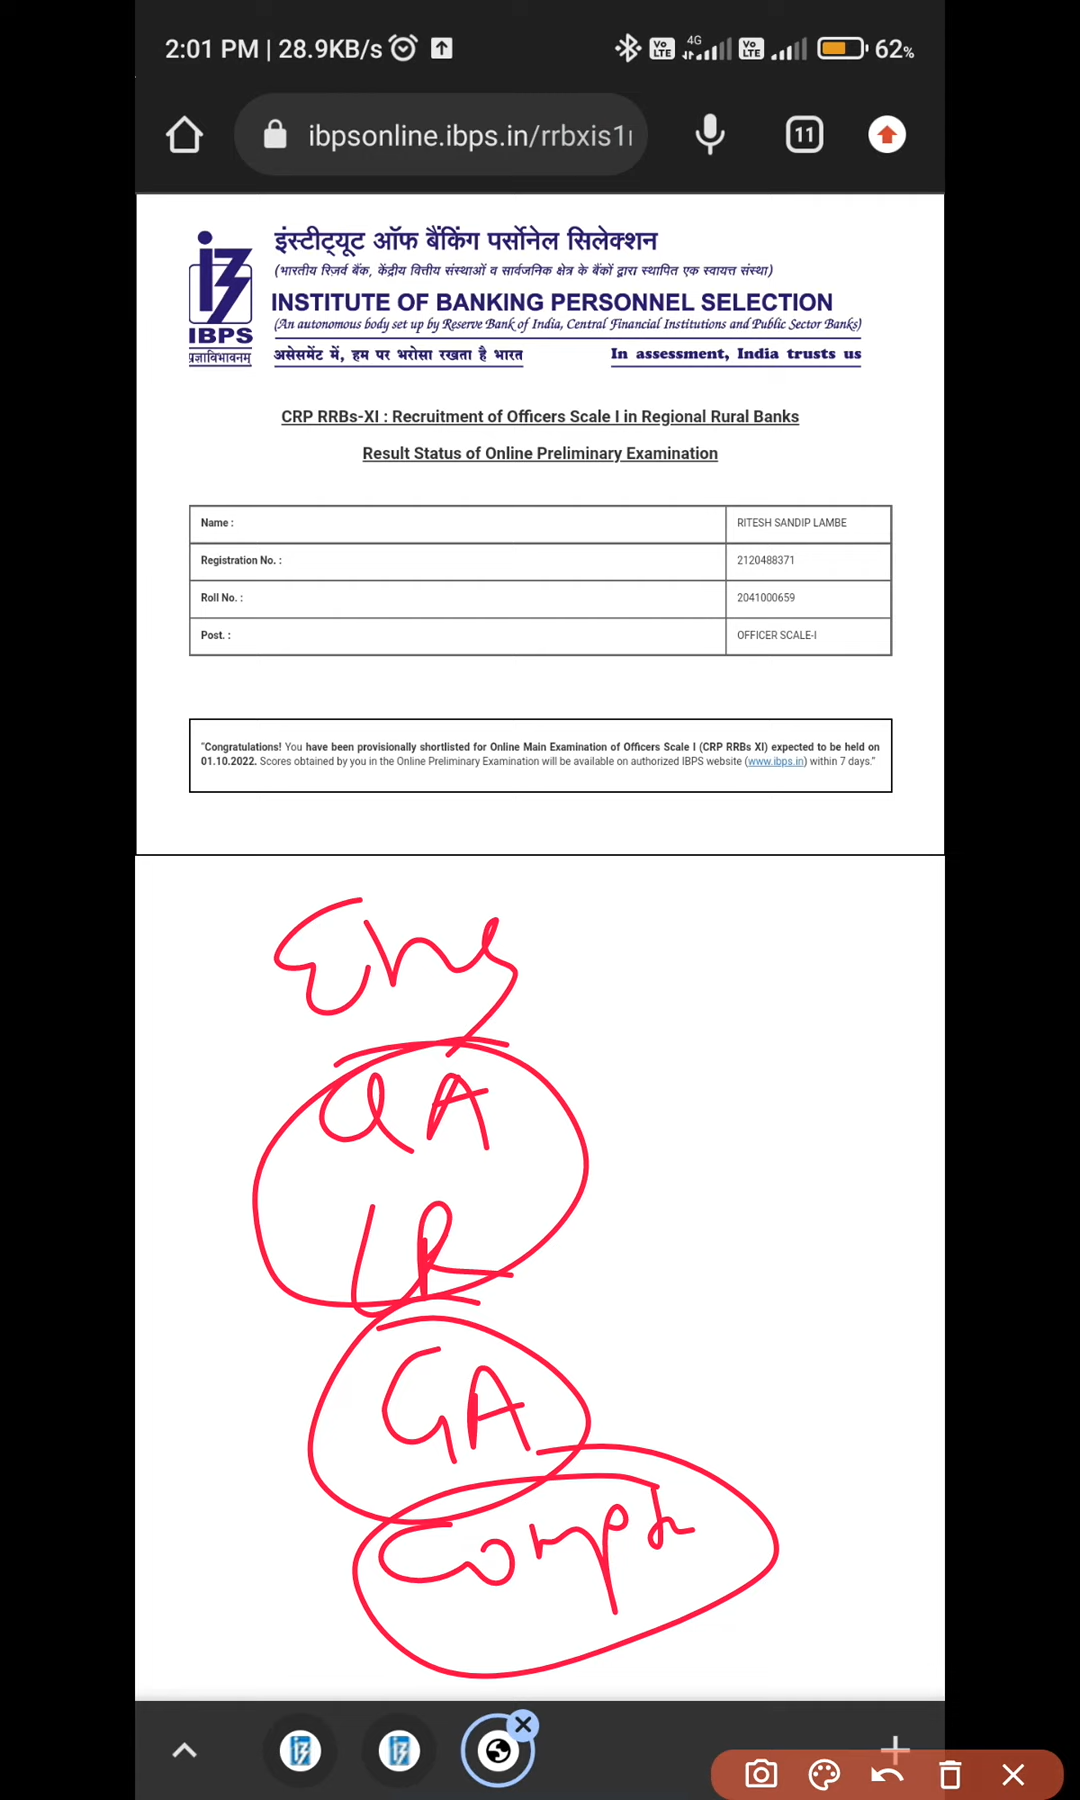 2:01 PM | 28.9KB/s
Vo LTE 4G Vo LTE 62%
ibpsonline.ibps.in/rrbxis1
11
इंस्टीट्यूट ऑफ बैंकिंग पर्सोनेल सिलेक्शन
(भारतीय रिज़र्व बैंक, केंद्रीय वित्तीय संस्थाओं व सार्वजनिक क्षेत्र के बैंकों द्वारा स्थापित एक स्वायत्त संस्था)
INSTITUTE OF BANKING PERSONNEL SELECTION
(An autonomous body set up by Reserve Bank of India, Central Financial Institutions and Public Sector Banks)
IBPS
प्रज्ञाविभावनम्
असेसमेंट में, हम पर भरोसा रखता है भारत
In assessment, India trusts us
CRP RRBs-XI : Recruitment of Officers Scale I in Regional Rural Banks
Result Status of Online Preliminary Examination
Name : RITESH SANDIP LAMBE
Registration No. : 2120488371
Roll No. : 2041000659
Post. : OFFICER SCALE-I
"Congratulations! You have been provisionally shortlisted for Online Main Examination of Officers Scale I (CRP RRBs XI) expected to be held on
01.10.2022. Scores obtained by you in the Online Preliminary Examination will be available on authorized IBPS website (www.ibps.in) within 7 days."
Eng
QA
LR
GA